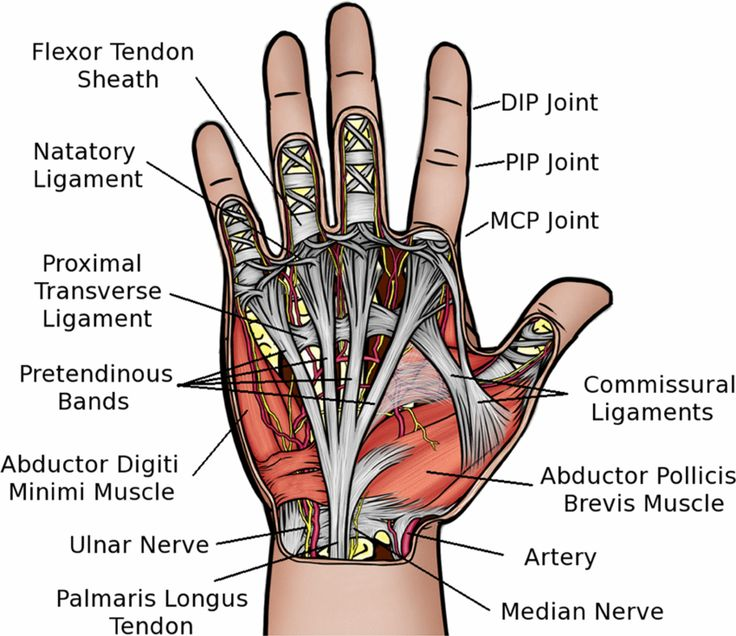 Flexor Tendon
Sheath
Natatory
Ligament
Proximal
Transverse
Ligament
Pretendinous
Bands
Abductor Digiti
Minimi Muscle
Ulnar Nerve
Palmaris Longus
Tendon
DIP Joint
PIP Joint
MCP Joint
Commissural
Ligaments
Abductor Pollicis
Brevis Muscle
Artery
Median Nerve